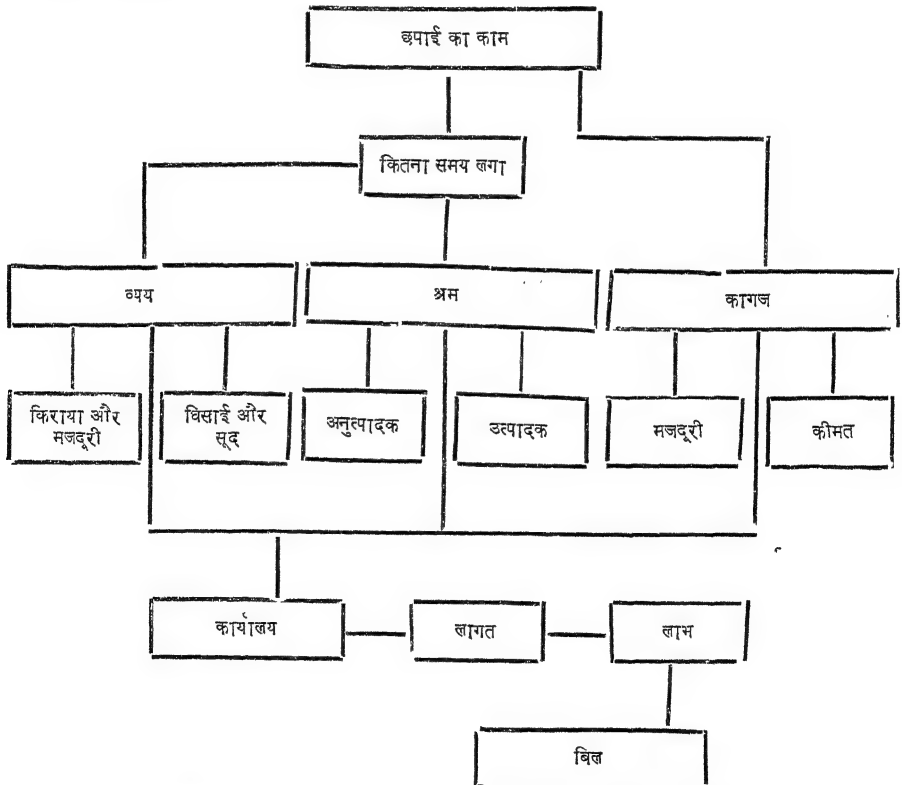 छपाई का काम
कितना समय लगा
व्यय
श्रम
कागज
किराया और
मजदूरी
घिसाई और
सूद
अनुत्पादक
उत्पादक
मजदूरी
कीमत
कार्यालय
लागत
लाभ
बिल